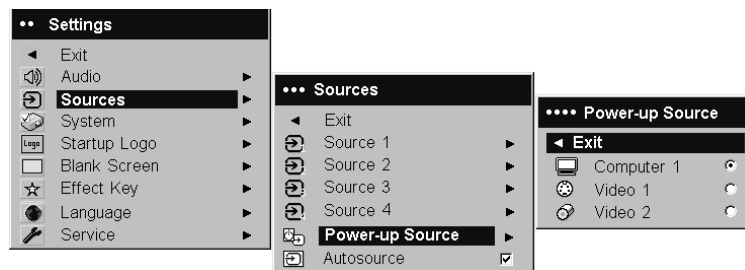 •• Settings
Exit
Audio
Sources
System
Logo Startup Logo
Blank Screen
Effect Key
Language
Service
••• Sources
Exit
Source 1
Source 2
Source 3
Source 4
Power-up Source
Autosource
•••• Power-up Source
Exit
Computer 1
Video 1
Video 2